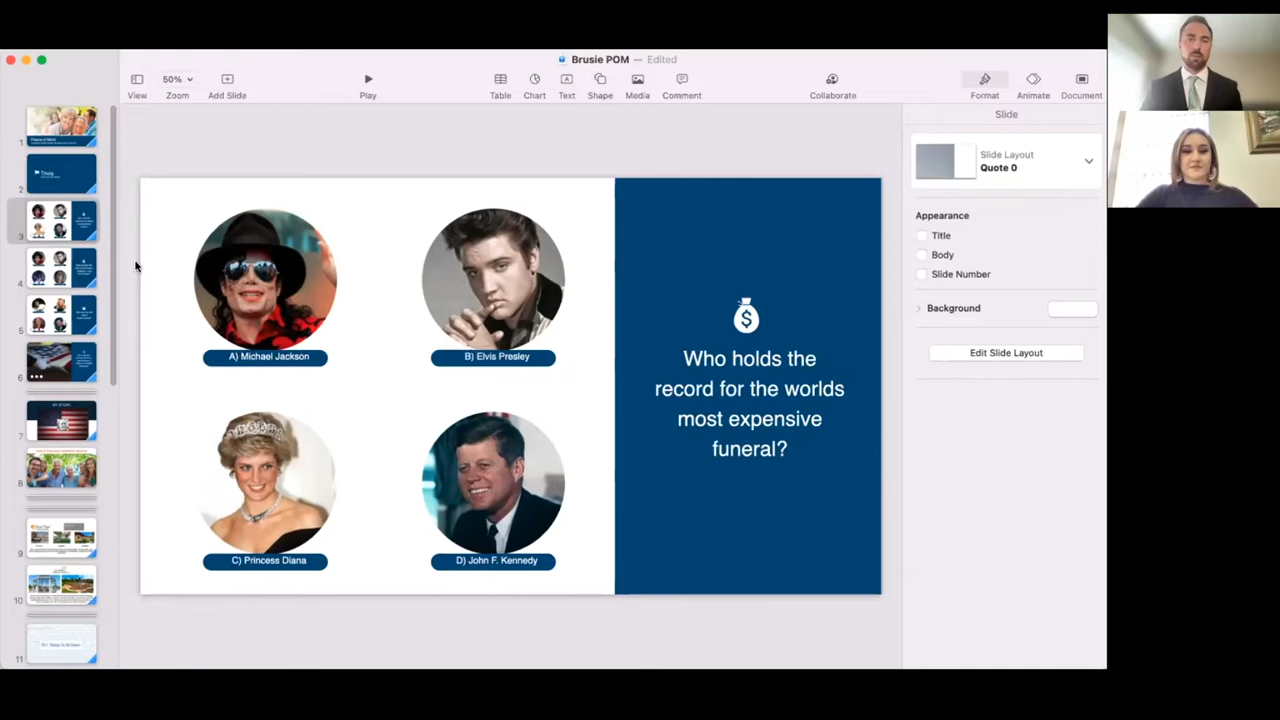 Brusie POM — Edited
50%
View
Zoom
Add Slide
Play
Table
Chart
Text
Shape
Media
Comment
Collaborate
Format
Animate
Document
1
2
Trivia
3
4
5
6
7
8
9
10
11
A) Michael Jackson
B) Elvis Presley
C) Princess Diana
D) John F. Kennedy
$
Who holds the
record for the worlds
most expensive
funeral?
Slide
Slide Layout
Quote 0
Appearance
Title
Body
Slide Number
Background
Edit Slide Layout